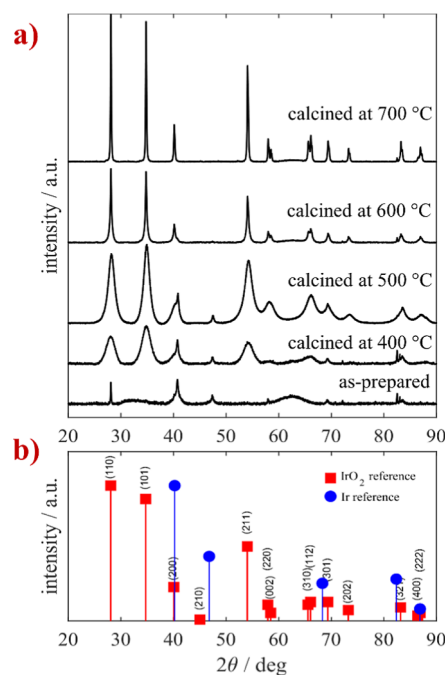 a)
calcined at 700 °C
calcined at 600 °C
calcined at 500 °C
calcined at 400 °C
as-prepared
intensity / a.u.
intensity / a.u.
20 30 40 50 60 70 80 90
b)
IrO2 reference
Ir reference
(110)
(101)
(200)
(210)
(211)
(220)
(002)
(310)
(112)
(301)
(202)
(400)
(222)
intensity / a.u.
20 30 40 50 60 70 80 90
2θ / deg